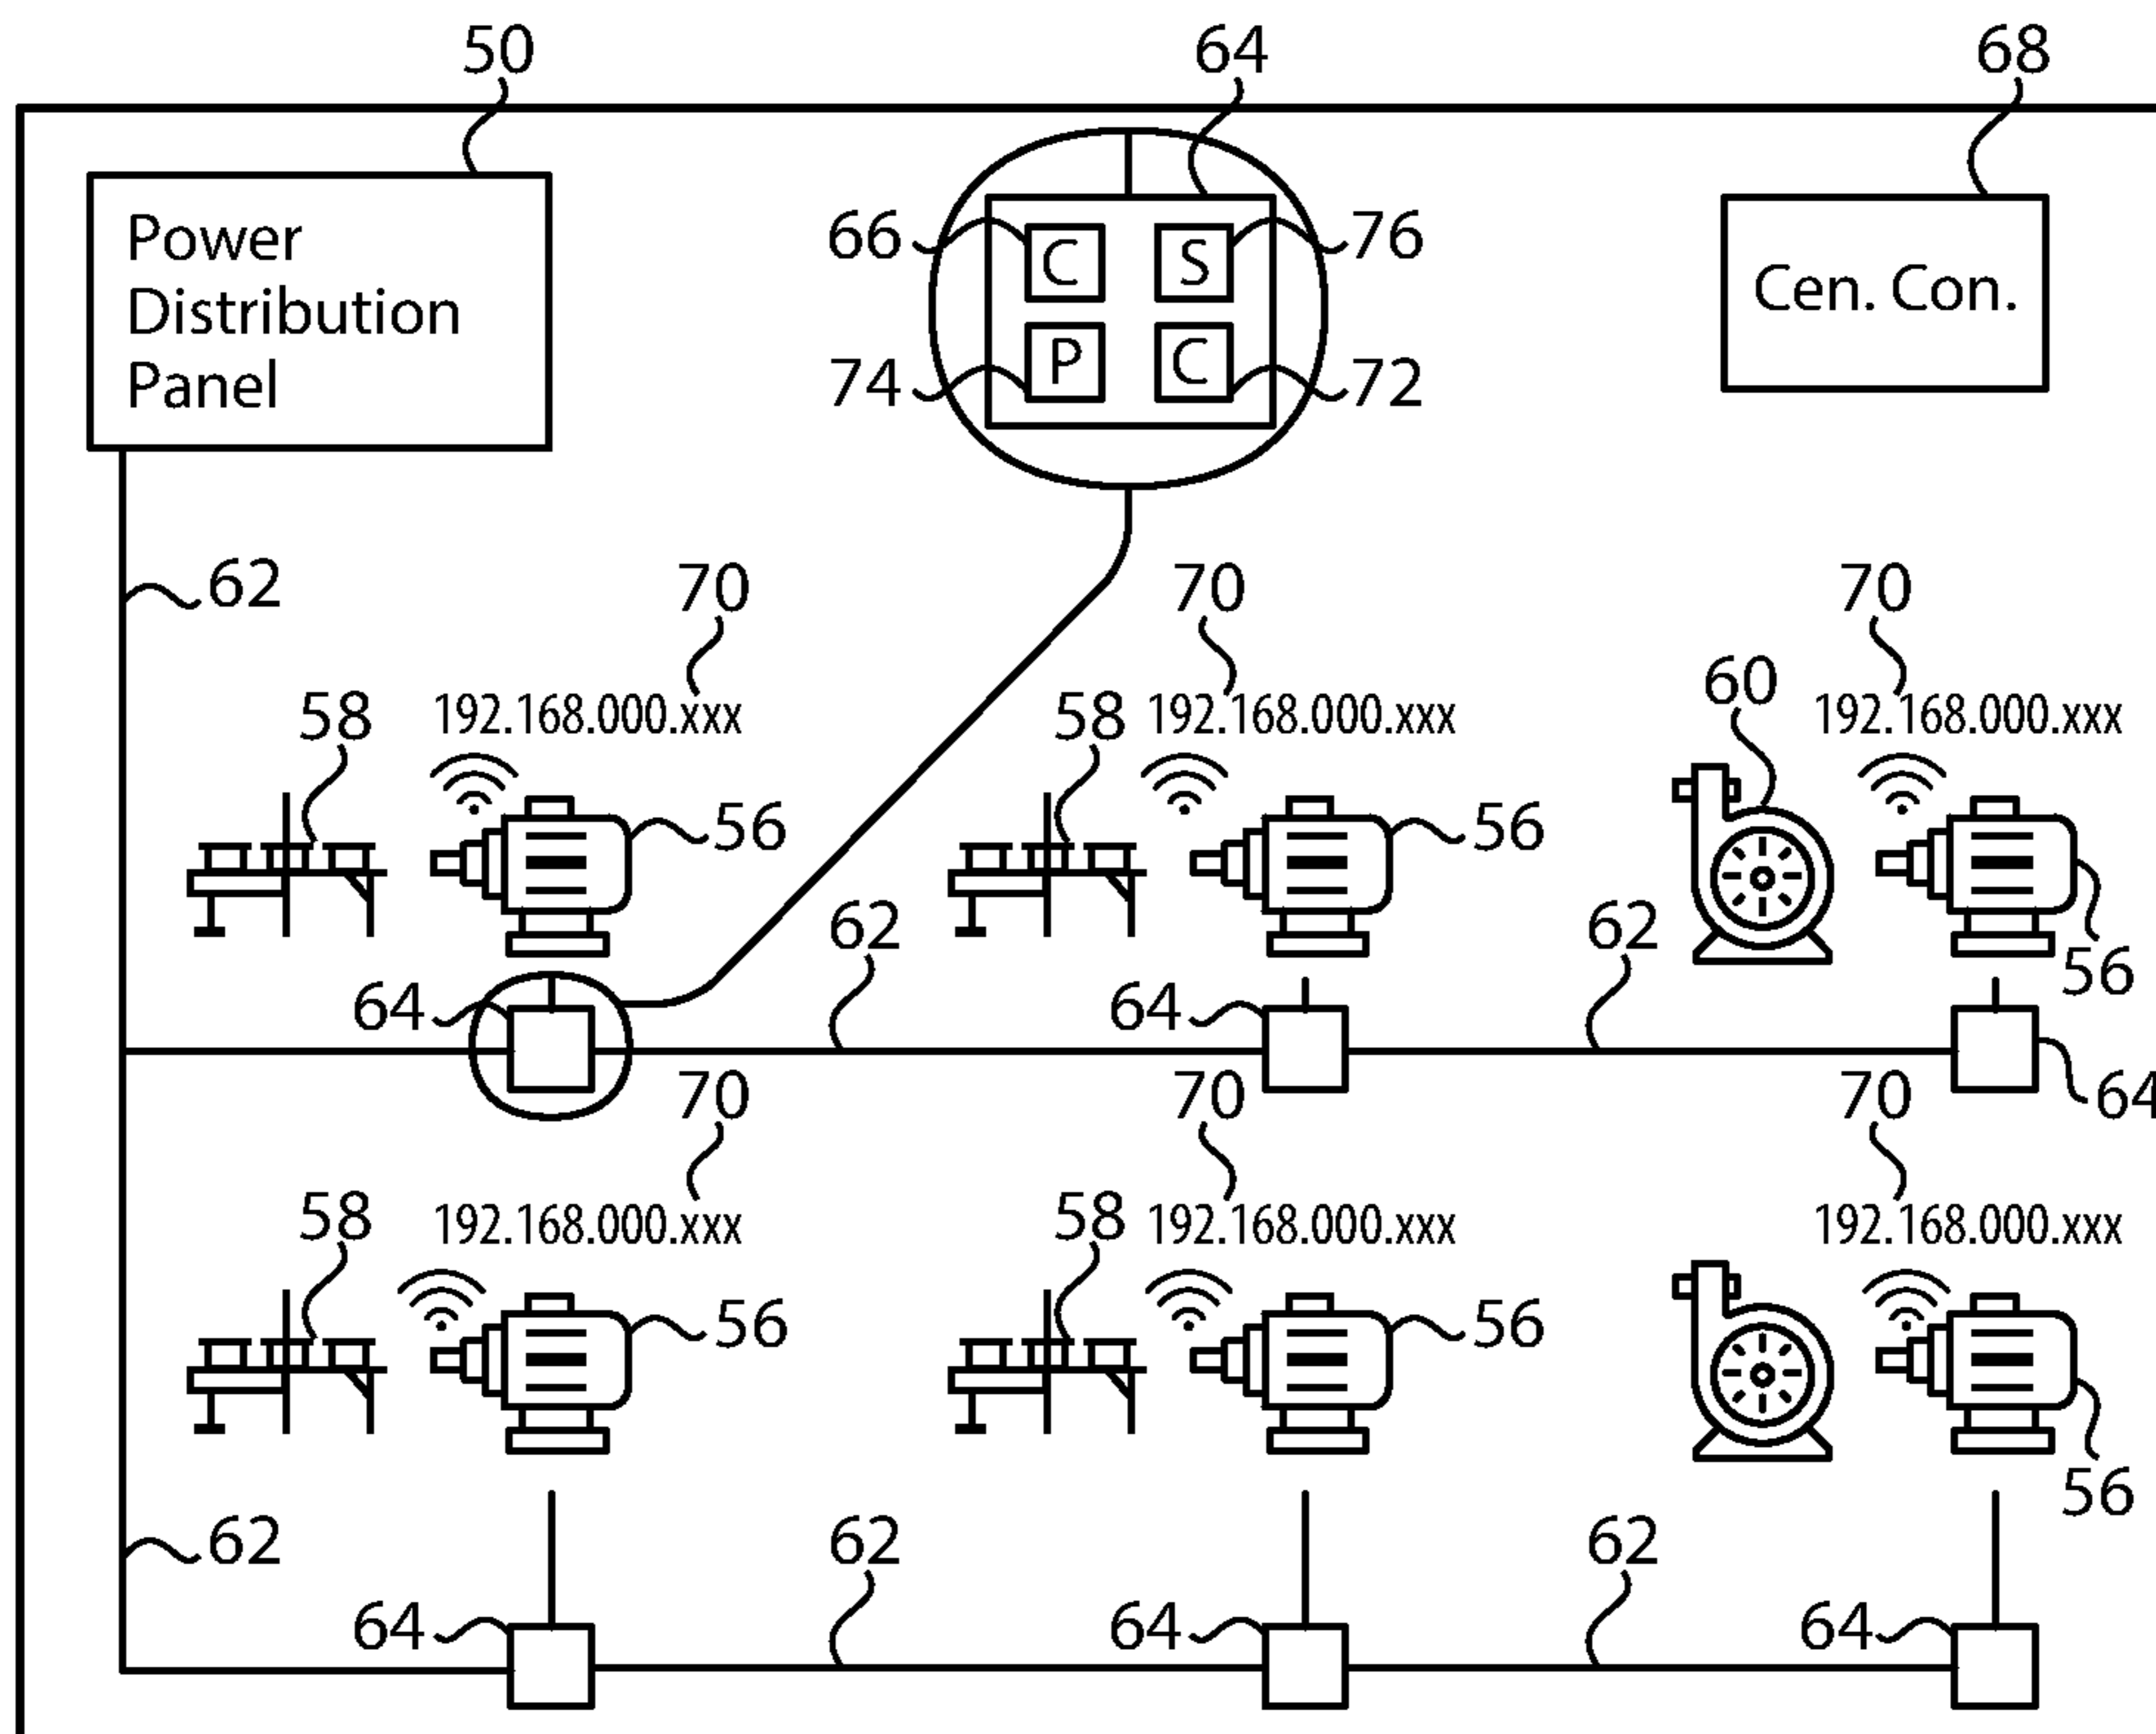 50
64
68
Power
Distribution
Panel
66
C
S
76
Cen. Con.
74
P
C
72
62
70
70
70
60
58
192.168.000.xxx
58
192.168.000.xxx
192.168.000.xxx
56
56
62
62
56
64
64
64
70
70
70
58
192.168.000.xxx
58
192.168.000.xxx
192.168.000.xxx
56
56
56
62
62
62
64
64
64